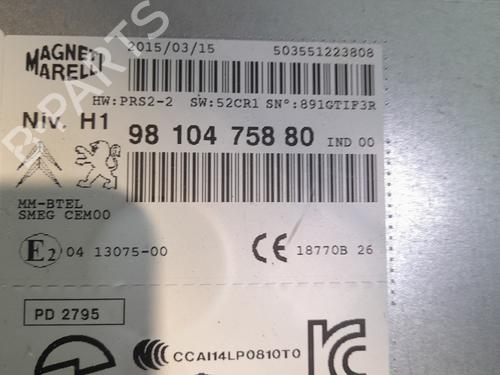 MAGNETI MARELLI
2015/03/15 503551223808
HW:PRS2-2 SW:52CR1 SN°:891GTIF3R
Niv. H1
98 104 758 80 IND 00
MM-BTEL
SMEG CEM00
E2 04 13075-00
CE 18770B 26
PD 2795
CCAI14LP0810T0
B-PARTS